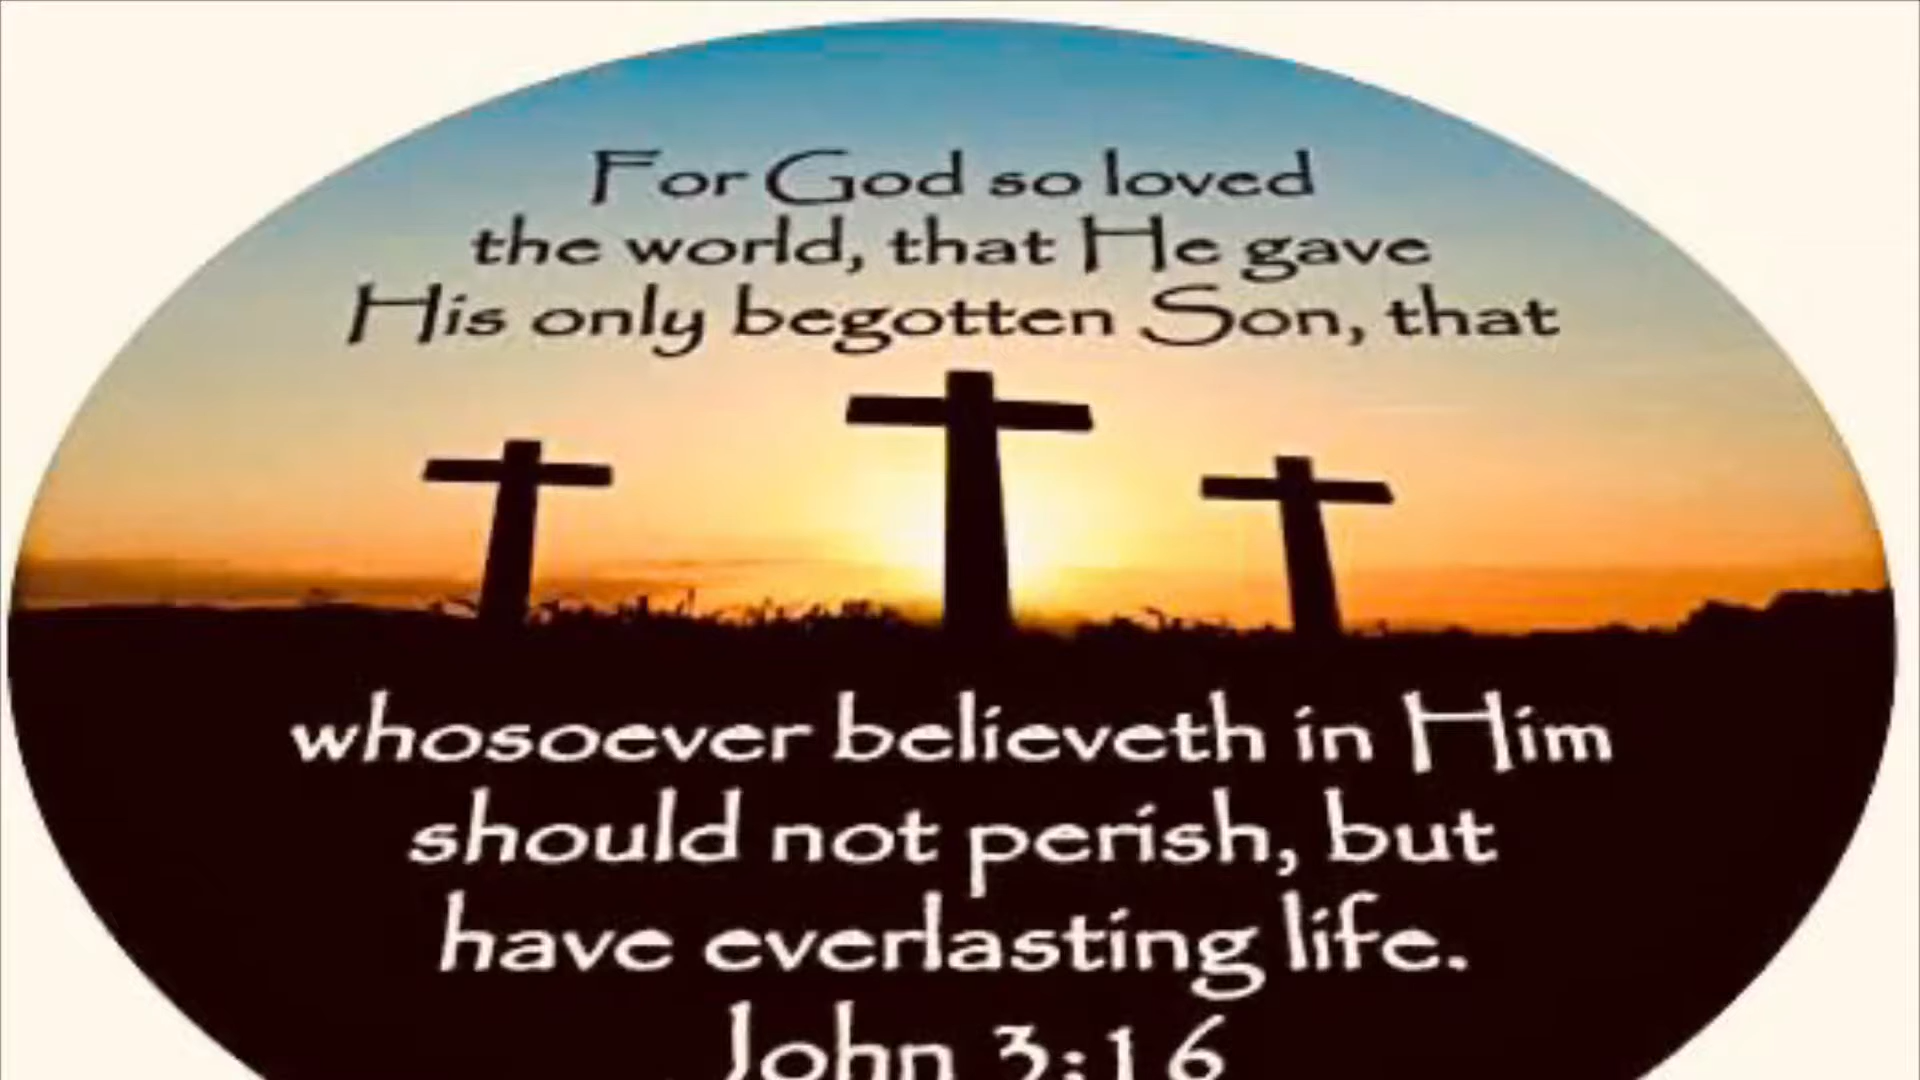 For God so loved
the world, that He gave
His only begotten Son, that
whosoever believeth in Him
should not perish, but
have everlasting life.
John 3:16